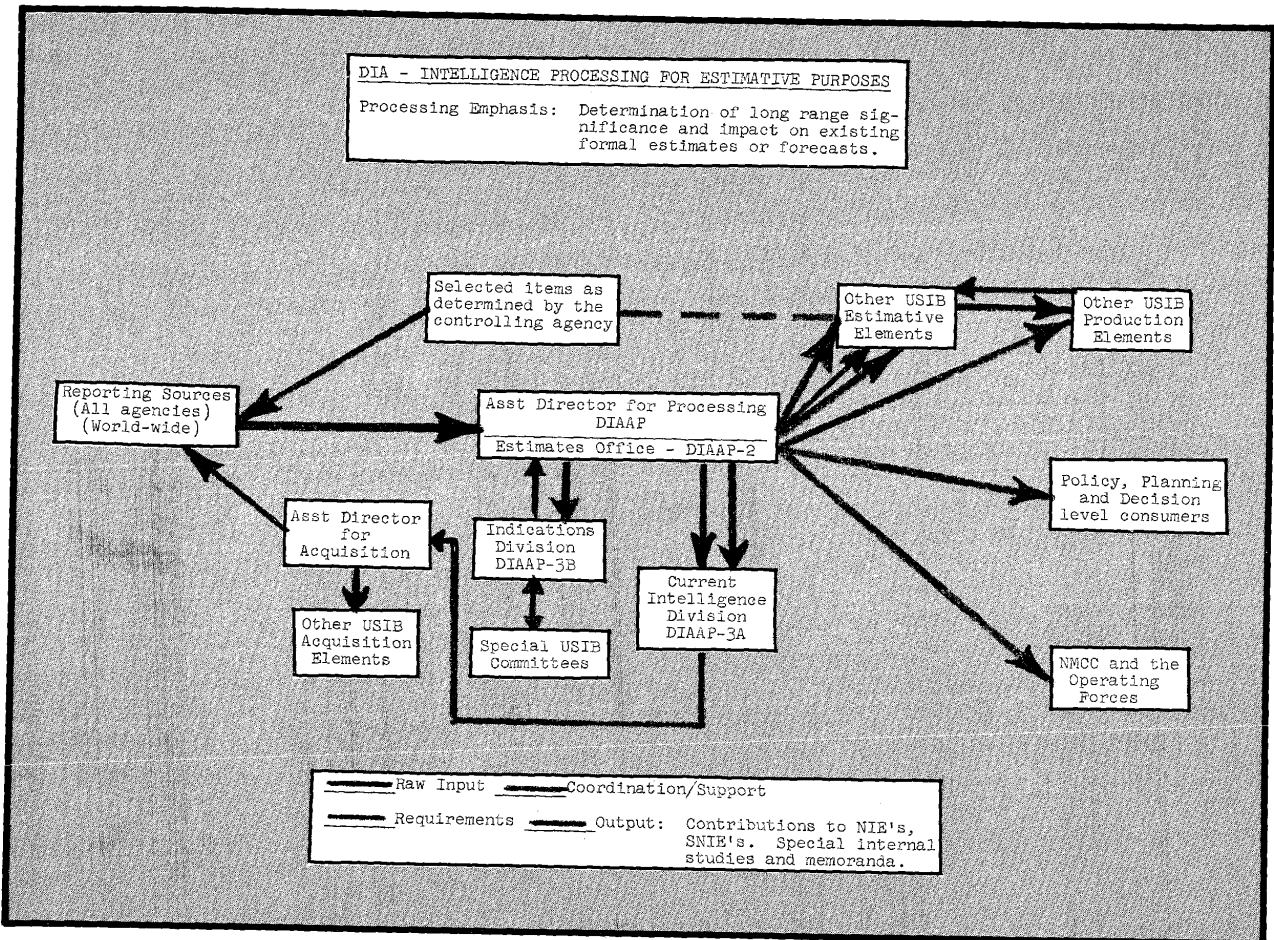 DIA - INTELLIGENCE PROCESSING FOR ESTIMATIVE PURPOSES
Processing Emphasis: Determination of long range sig-
nificance and impact on existing
formal estimates or forecasts.
Selected items as
determined by the
controlling agency
Other USIB
Estimative
Elements
Other USIB
Production
Elements
Reporting Sources
(All agencies)
(World-wide)
Asst Director for Processing
DIAAP
Estimates Office - DIAAP-2
Policy, Planning
and Decision
level consumers
Asst Director
for
Acquisition
Indications
Division
DIAAP-3B
Current
Intelligence
Division
DIAAP-3A
Other USIB
Acquisition
Elements
Special USIB
Committees
NMCC and the
Operating
Forces
Raw Input Coordination/Support
Requirements Output: Contributions to NIE's,
SNIE's. Special internal
studies and memoranda.